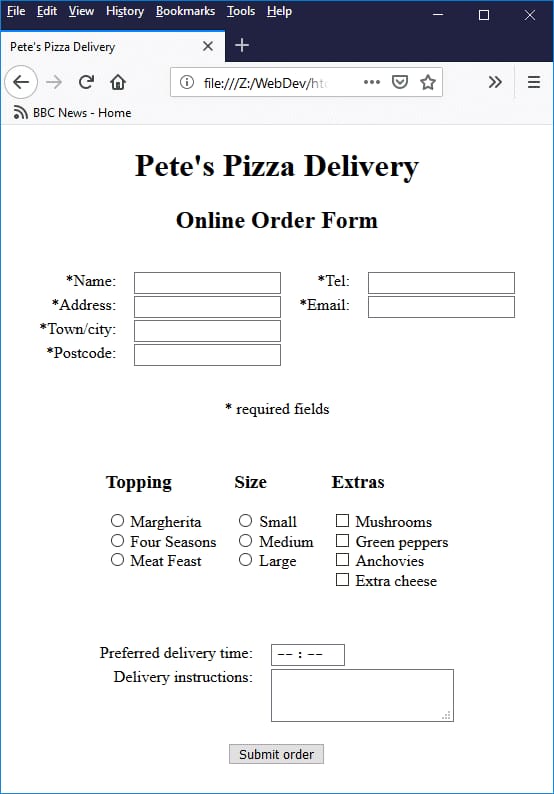 File Edit View History Bookmarks Tools Help
Pete's Pizza Delivery
file:///Z:/WebDev/htc
BBC News - Home
Pete's Pizza Delivery
Online Order Form
*Name: *Tel:
*Address: *Email:
*Town/city:
*Postcode:
* required fields
Topping Size Extras
Margherita Small Mushrooms
Four Seasons Medium Green peppers
Meat Feast Large Anchovies
Extra cheese
Preferred delivery time: -- : --
Delivery instructions:
Submit order